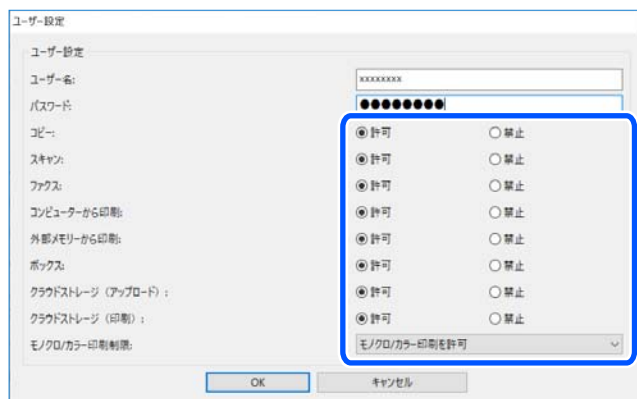 ユーザー設定
ユーザー設定
ユーザー名: xxxxxxxx
パスワード: ●●●●●●●●
コピー: 許可 禁止
スキャン: 許可 禁止
ファクス: 許可 禁止
コンピューターから印刷: 許可 禁止
外部メモリーから印刷: 許可 禁止
ボックス: 許可 禁止
クラウドストレージ（アップロード）: 許可 禁止
クラウドストレージ（印刷）: 許可 禁止
モノクロ/カラー印刷制限: モノクロ/カラー印刷を許可
OK キャンセル